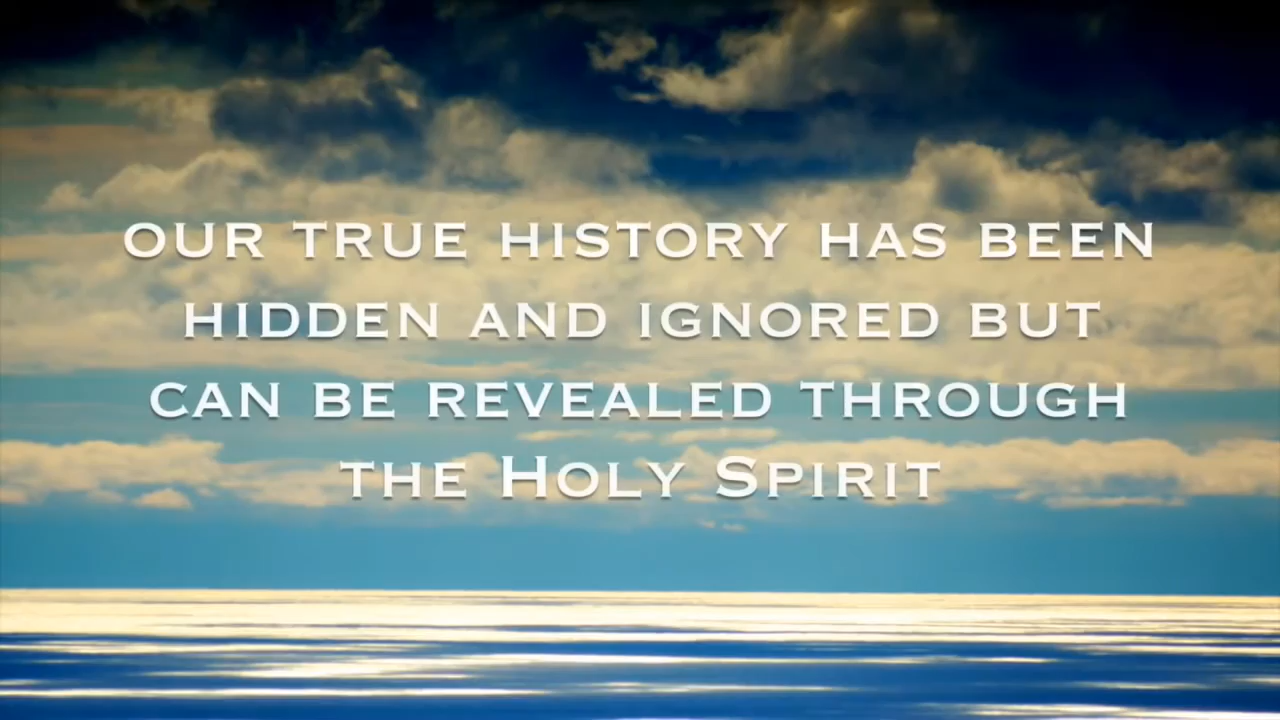 OUR TRUE HISTORY HAS BEEN
HIDDEN AND IGNORED BUT
CAN BE REVEALED THROUGH
THE HOLY SPIRIT